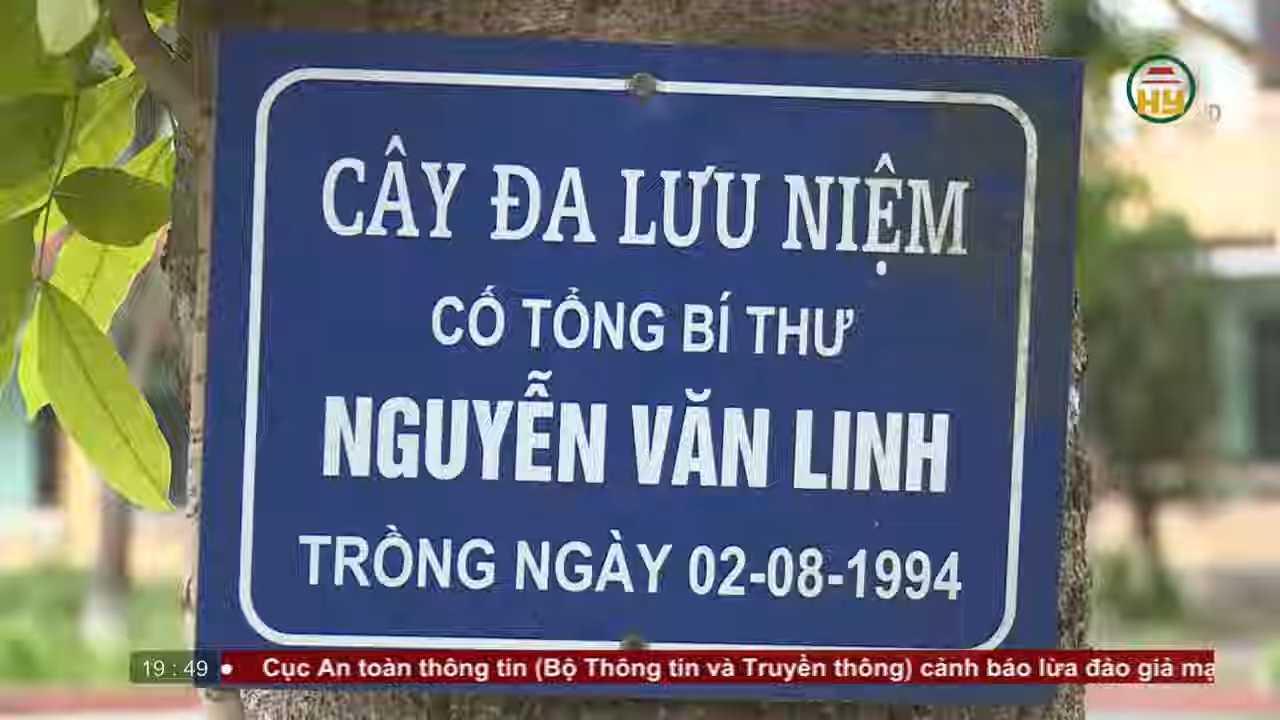 HY
CÂY ĐA LƯU NIỆM
CỐ TỔNG BÍ THƯ
NGUYỄN VĂN LINH
TRỒNG NGÀY 02-08-1994
19 : 49 • Cục An toàn thông tin (Bộ Thông tin và Truyền thông) cảnh báo lừa đảo giả mạ